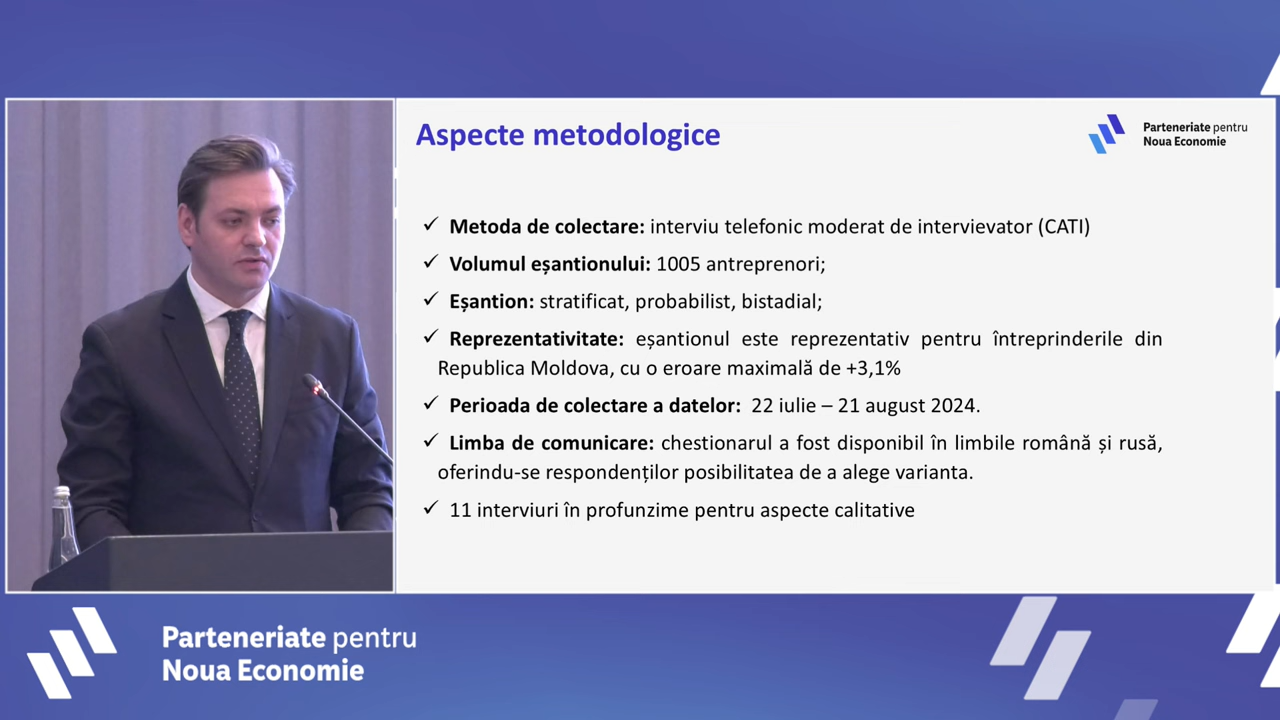 Aspecte metodologice
Parteneriate pentru
Noua Economie
✓ Metoda de colectare: interviu telefonic moderat de intervievator (CATI)
✓ Volumul eșantionului: 1005 antreprenori;
✓ Eșantion: stratificat, probabilist, bistadial;
✓ Reprezentativitate: eșantionul este reprezentativ pentru întreprinderile din
Republica Moldova, cu o eroare maximală de +3,1%
✓ Perioada de colectare a datelor: 22 iulie – 21 august 2024.
✓ Limba de comunicare: chestionarul a fost disponibil în limbile română și rusă,
oferindu-se respondenților posibilitatea de a alege varianta.
✓ 11 interviuri în profunzime pentru aspecte calitative
Parteneriate pentru
Noua Economie